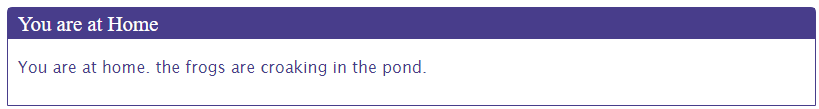 You are at Home
You are at home. the frogs are croaking in the pond.